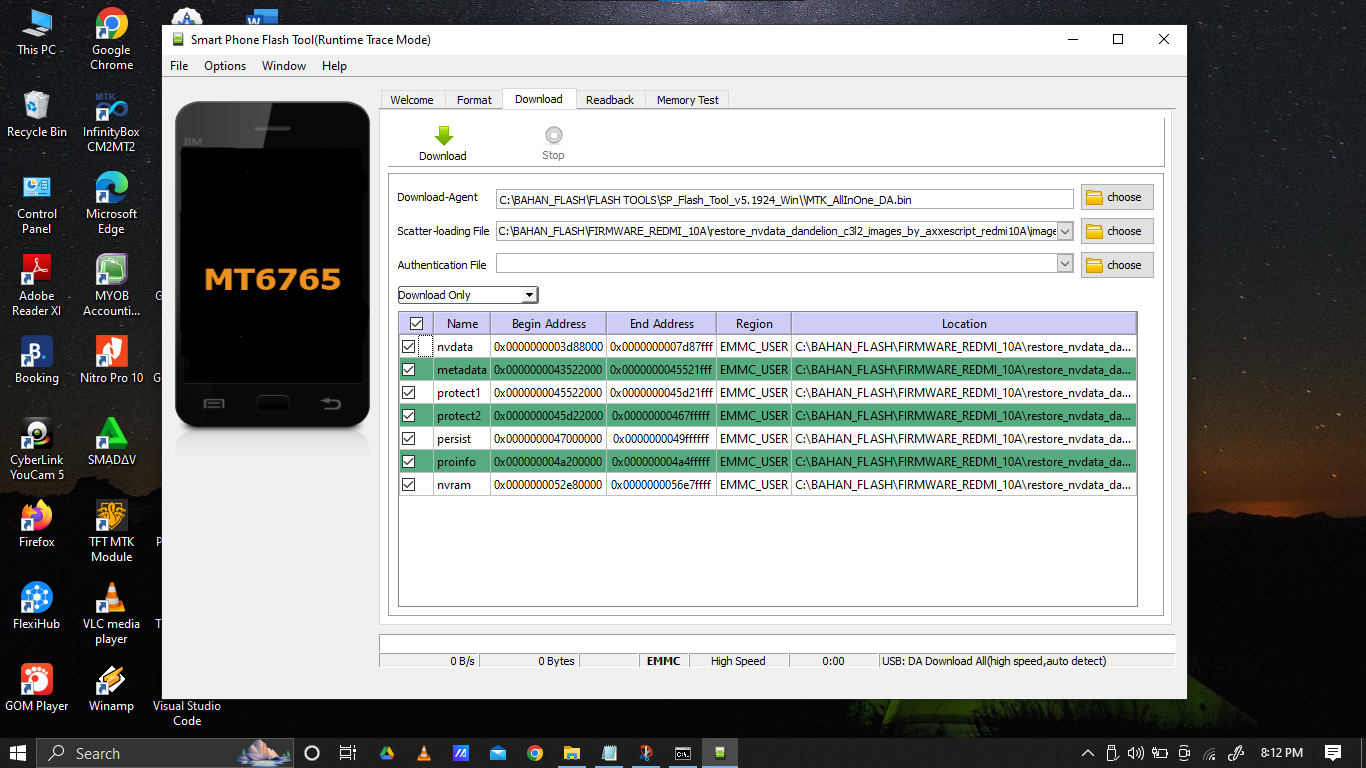 This PC
Google
Chrome
Recycle Bin
MTK
InfinityBox
CM2MT2
Control
Panel
Microsoft
Edge
Adobe
Reader XI
MYOB
Accounti...
Booking
Nitro Pro 10
CyberLink
YouCam 5
SMADΔV
Firefox
TFT MTK
Module
FlexiHub
VLC media
player
GOM Player
Winamp
Visual Studio
Code
Smart Phone Flash Tool(Runtime Trace Mode)
File Options Window Help
BM
MT6765
Welcome Format Download Readback Memory Test
Download Stop
Download-Agent C:\BAHAN_FLASH\FLASH TOOLS\SP_Flash_Tool_v5.1924_Win\\MTK_AllInOne_DA.bin choose
Scatter-loading File C:\BAHAN_FLASH\FIRMWARE_REDMI_10A\restore_nvdata_dandelion_c3l2_images_by_axxescript_redmi10A\image choose
Authentication File choose
Download Only
Name Begin Address End Address Region Location
nvdata 0x0000000003d88000 0x0000000007d87fff EMMC_USER C:\BAHAN_FLASH\FIRMWARE_REDMI_10A\restore_nvdata_da...
metadata 0x0000000043522000 0x0000000045521fff EMMC_USER C:\BAHAN_FLASH\FIRMWARE_REDMI_10A\restore_nvdata_da...
protect1 0x0000000045522000 0x0000000045d21fff EMMC_USER C:\BAHAN_FLASH\FIRMWARE_REDMI_10A\restore_nvdata_da...
protect2 0x0000000045d22000 0x00000000467fffff EMMC_USER C:\BAHAN_FLASH\FIRMWARE_REDMI_10A\restore_nvdata_da...
persist 0x0000000047000000 0x0000000049ffffff EMMC_USER C:\BAHAN_FLASH\FIRMWARE_REDMI_10A\restore_nvdata_da...
proinfo 0x000000004a200000 0x000000004a4fffff EMMC_USER C:\BAHAN_FLASH\FIRMWARE_REDMI_10A\restore_nvdata_da...
nvram 0x0000000052e80000 0x0000000056e7ffff EMMC_USER C:\BAHAN_FLASH\FIRMWARE_REDMI_10A\restore_nvdata_da...
0 B/s 0 Bytes EMMC High Speed 0:00 USB: DA Download All(high speed,auto detect)
Search
8:12 PM